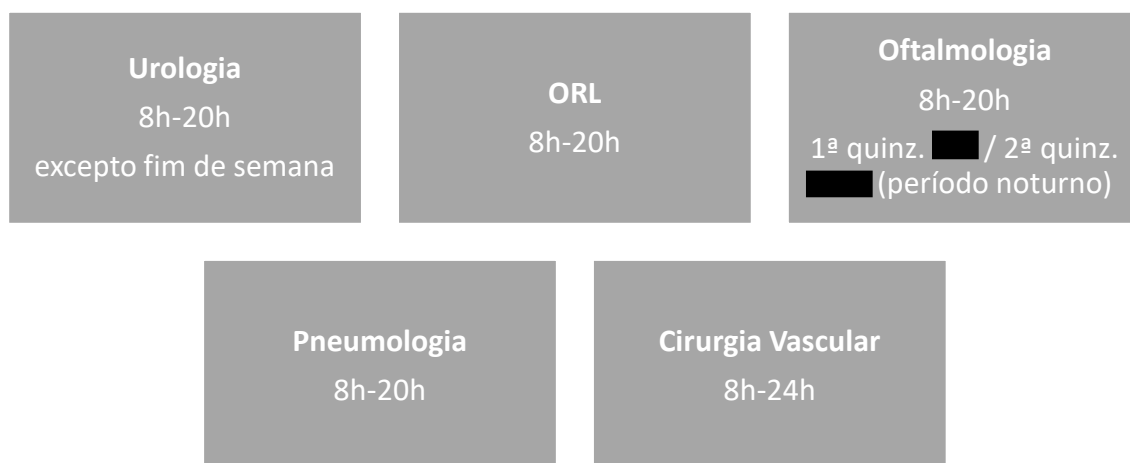 Urologia
8h-20h
excepto fim de semana
ORL
8h-20h
Oftalmologia
8h-20h
1ª quinz. / 2ª quinz.
(período noturno)
Pneumologia
8h-20h
Cirurgia Vascular
8h-24h